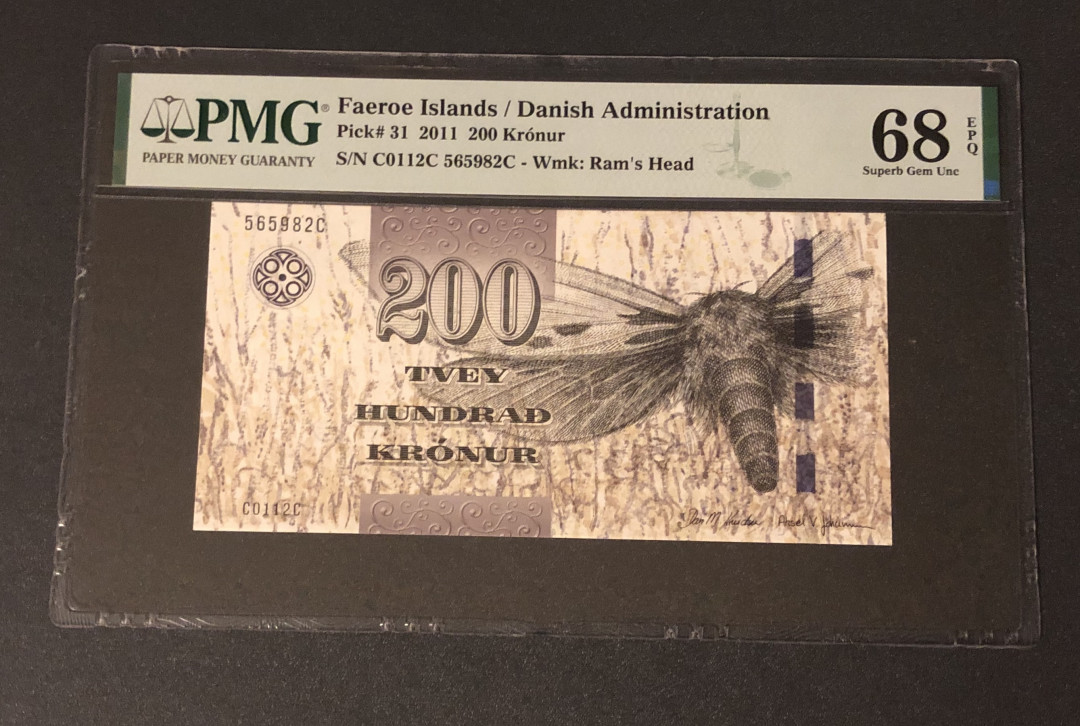 PMG®
PAPER MONEY GUARANTY
Faeroe Islands / Danish Administration
Pick# 31 2011 200 Krónur
S/N C0112C 565982C - Wmk: Ram's Head
68
EPQ
Superb Gem Unc
565982C
200
TVEY
HUNDRAÐ
KRÓNUR
C0112C